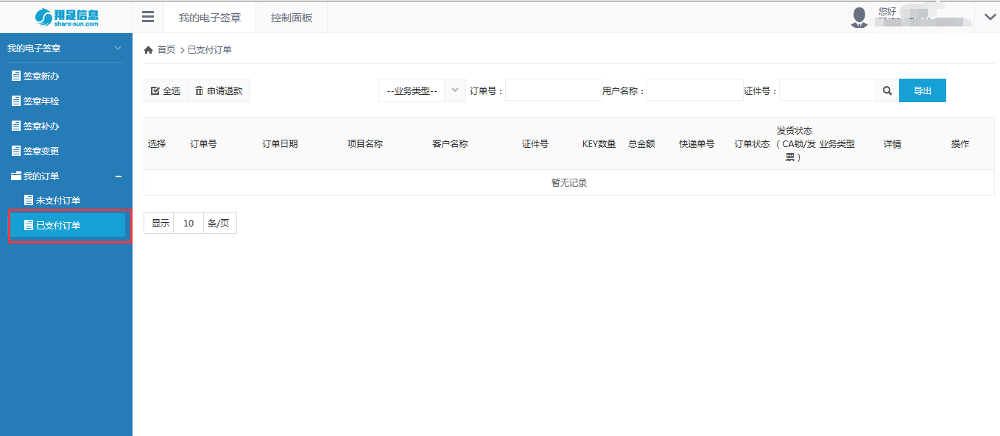 翔晟信息
share-sun.com
我的电子签章
控制面板
您好
我的电子签章
签章新办
签章年检
签章补办
签章变更
我的订单
未支付订单
已支付订单
首页 > 已支付订单
全选
申请退款
--业务类型--
订单号：
用户名称：
证件号：
导出
选择
订单号
订单日期
项目名称
客户名称
证件号
KEY数量
总金额
快递单号
订单状态
发货状态
（CA锁/发
票）
业务类型
详情
操作
暂无记录
显示 10 条/页